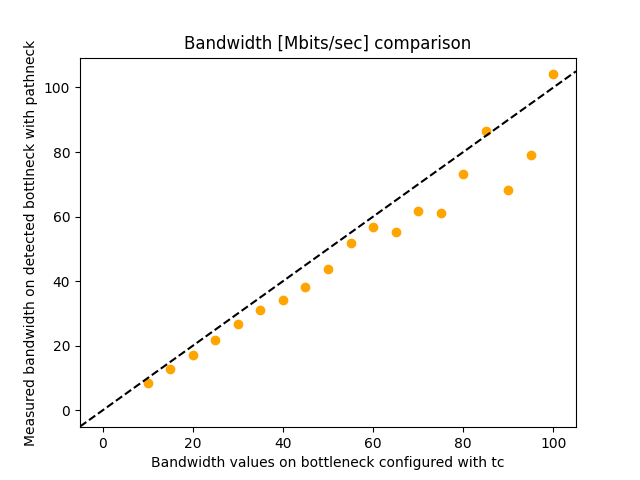 Bandwidth [Mbits/sec] comparison
Measured bandwidth on detected bottlneck with pathneck
100
80
60
40
20
0
0 20 40 60 80 100
Bandwidth values on bottleneck configured with tc